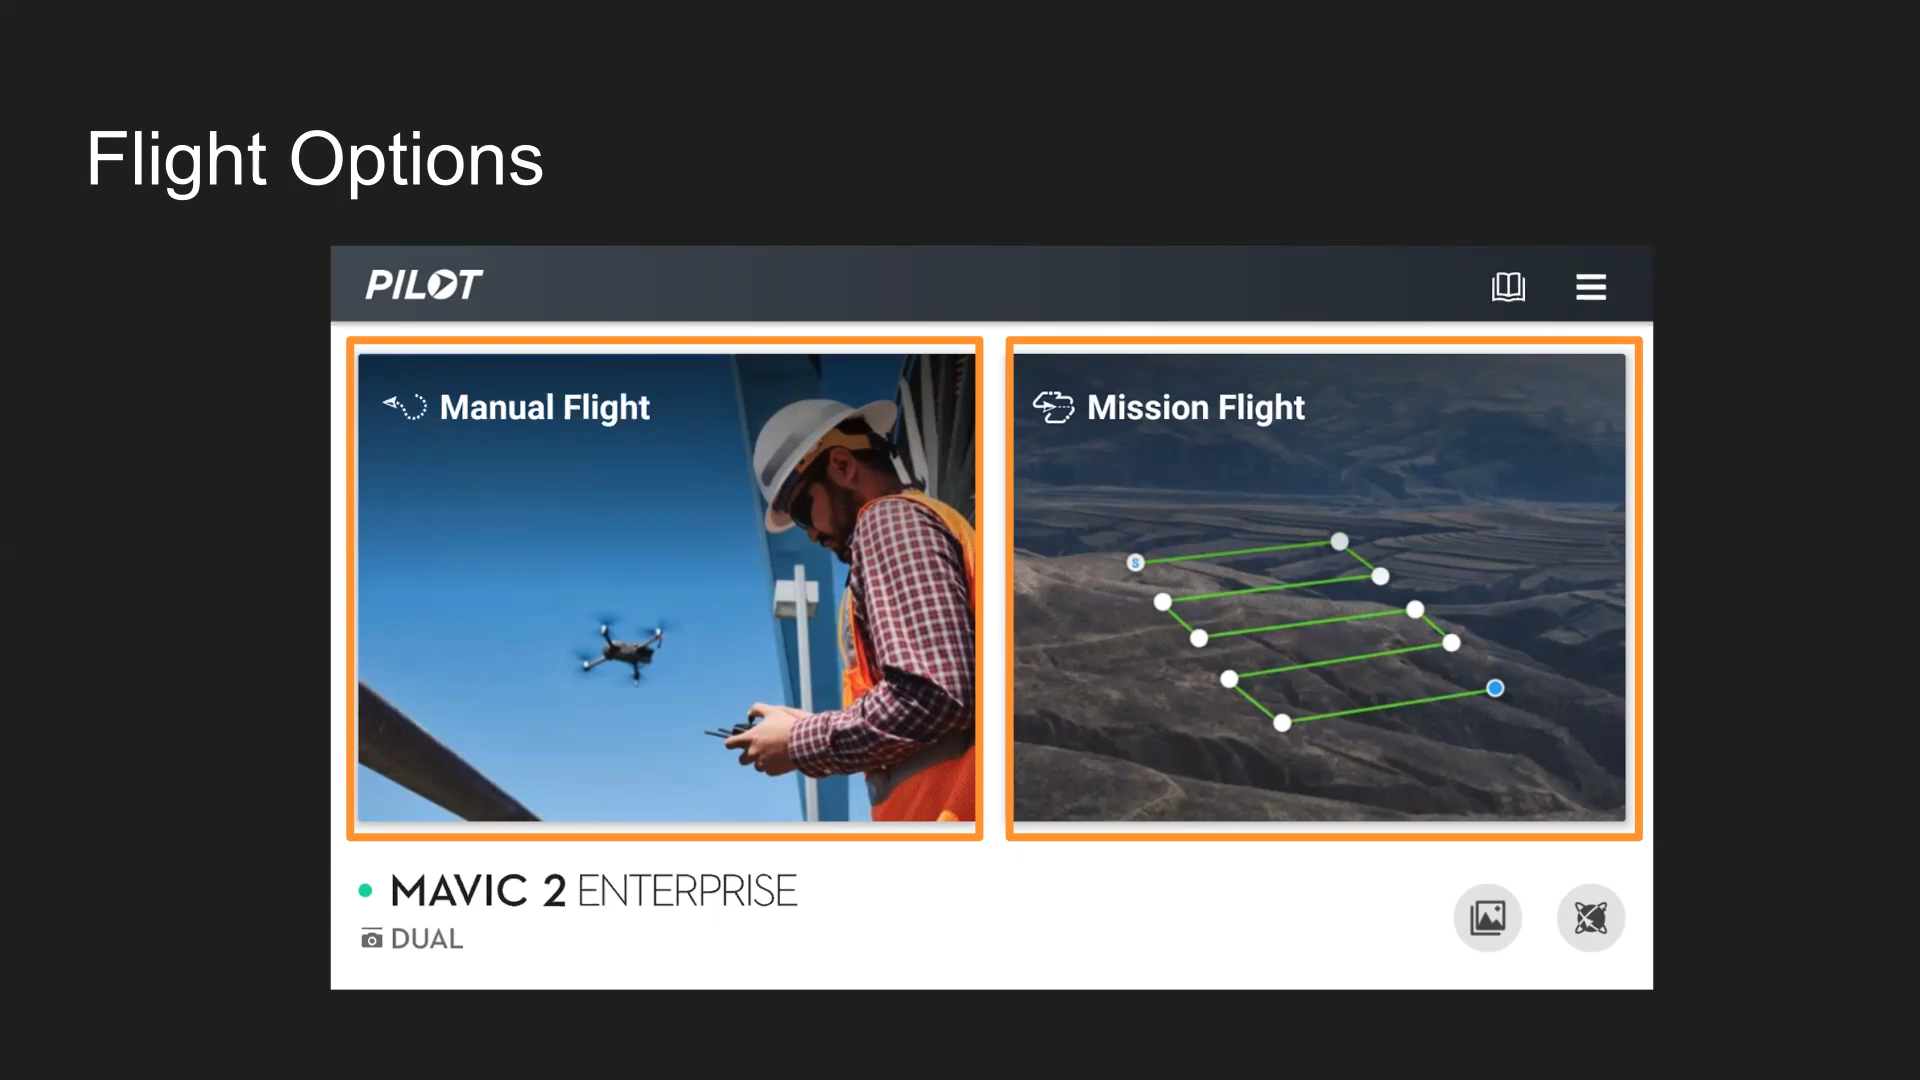 Flight Options
PILOT
Manual Flight
Mission Flight
S
MAVIC 2 ENTERPRISE
DUAL